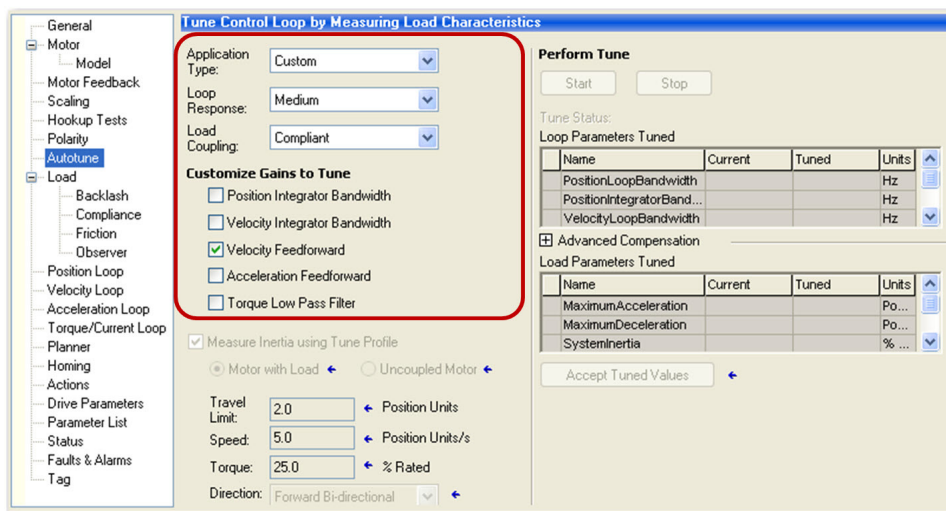 General
Motor
Model
Motor Feedback
Scaling
Hookup Tests
Polarity
Autotune
Load
Backlash
Compliance
Friction
Observer
Position Loop
Velocity Loop
Acceleration Loop
Torque/Current Loop
Planner
Homing
Actions
Drive Parameters
Parameter List
Status
Faults & Alarms
Tag
Tune Control Loop by Measuring Load Characteristics
Application
Type:
Custom
Loop
Response:
Medium
Load
Coupling:
Compliant
Customize Gains to Tune
Position Integrator Bandwidth
Velocity Integrator Bandwidth
Velocity Feedforward
Acceleration Feedforward
Torque Low Pass Filter
Measure Inertia using Tune Profile
Motor with Load
Uncoupled Motor
Travel
Limit:
2.0
Position Units
Speed:
5.0
Position Units/s
Torque:
25.0
% Rated
Direction:
Forward Bi-directional
Perform Tune
Start
Stop
Tune Status:
Loop Parameters Tuned
Name Current Tuned Units
PositionLoopBandwidth Hz
PositionIntegratorBand... Hz
VelocityLoopBandwidth Hz
Advanced Compensation
Load Parameters Tuned
Name Current Tuned Units
MaximumAcceleration Po...
MaximumDeceleration Po...
SystemInertia % ...
Accept Tuned Values